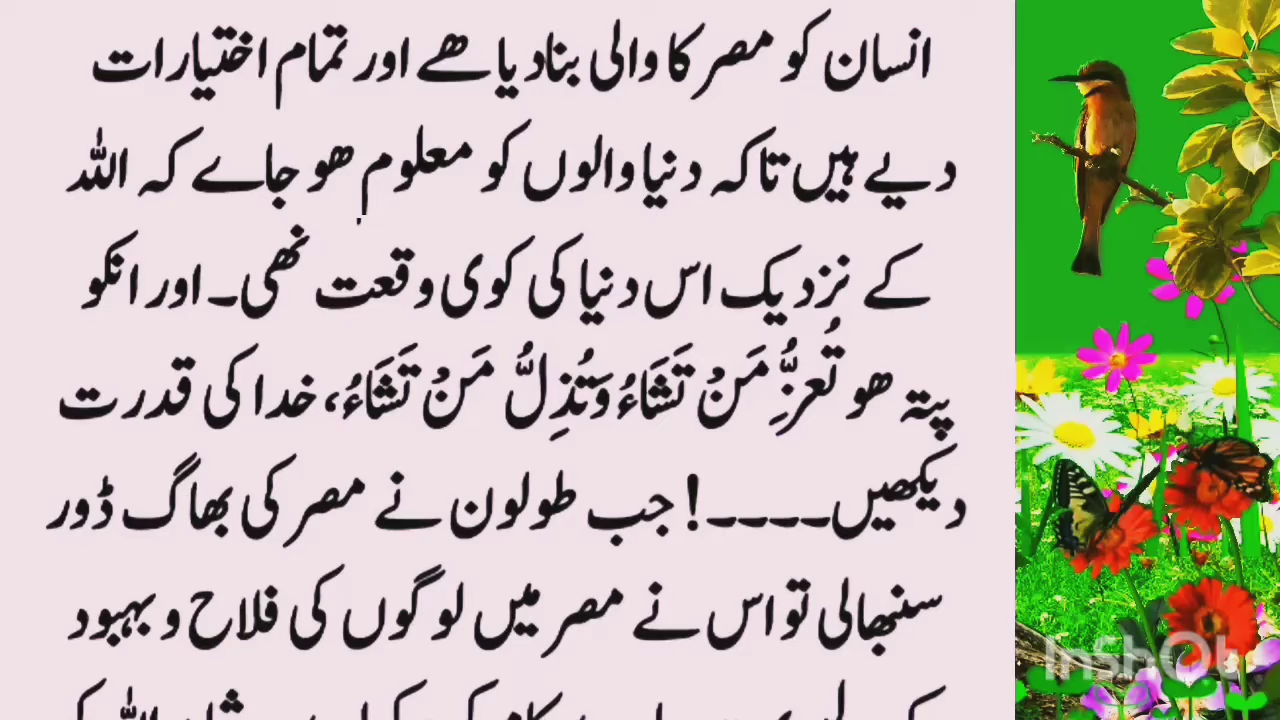 انسان کو مصر کا والی بنادیا ھے اور تمام اختیارات
دیے ہیں تاکہ دنیا والوں کو معلوم ھو جاے کہ اللہ
کے نزدیک اس دنیا کی کوی وقعت نھی۔ اور انکو
پتہ ھو تُعزُِّ مَنْ تَشَاءُ وَتُذِلُّ مَنْ تَشَاءُ، خدا کی قدرت
دیکھیں۔۔۔۔! جب طولون نے مصر کی بھاگ ڈور
سنبھالی تو اس نے مصر میں لوگوں کی فلاح و بہبود
InShOt